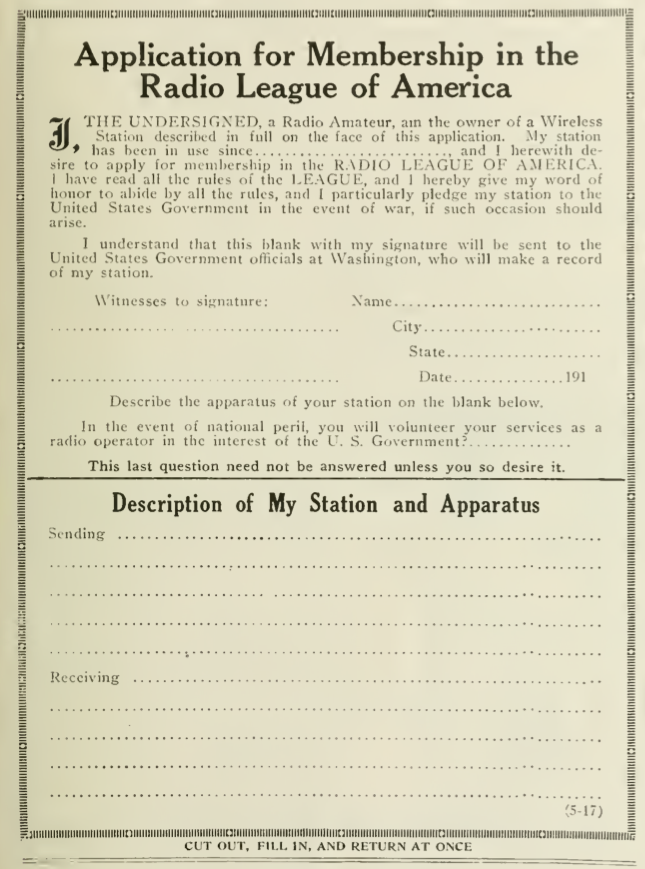 Application for Membership in the
Radio League of America
I, THE UNDERSIGNED, a Radio Amateur, am the owner of a Wireless
Station described in full on the face of this application. My station
has been in use since........................, and I herewith de-
sire to apply for membership in the RADIO LEAGUE OF AMERICA.
I have read all the rules of the LEAGUE, and I hereby give my word of
honor to abide by all the rules, and I particularly pledge my station to the
United States Government in the event of war, if such occasion should
arise.
I understand that this blank with my signature will be sent to the
United States Government officials at Washington, who will make a record
of my station.
Witnesses to signature: Name..........................
.................................... City......................
State....................
.................................... Date..............191
Describe the apparatus of your station on the blank below.
In the event of national peril, you will volunteer your services as a
radio operator in the interest of the U. S. Government?.............
This last question need not be answered unless you so desire it.
Description of My Station and Apparatus
Sending ............................................................
....................................................................
....................................................................
....................................................................
....................................................................
Receiving ..........................................................
....................................................................
....................................................................
....................................................................
....................................................................
(5-17)
CUT OUT, FILL IN, AND RETURN AT ONCE